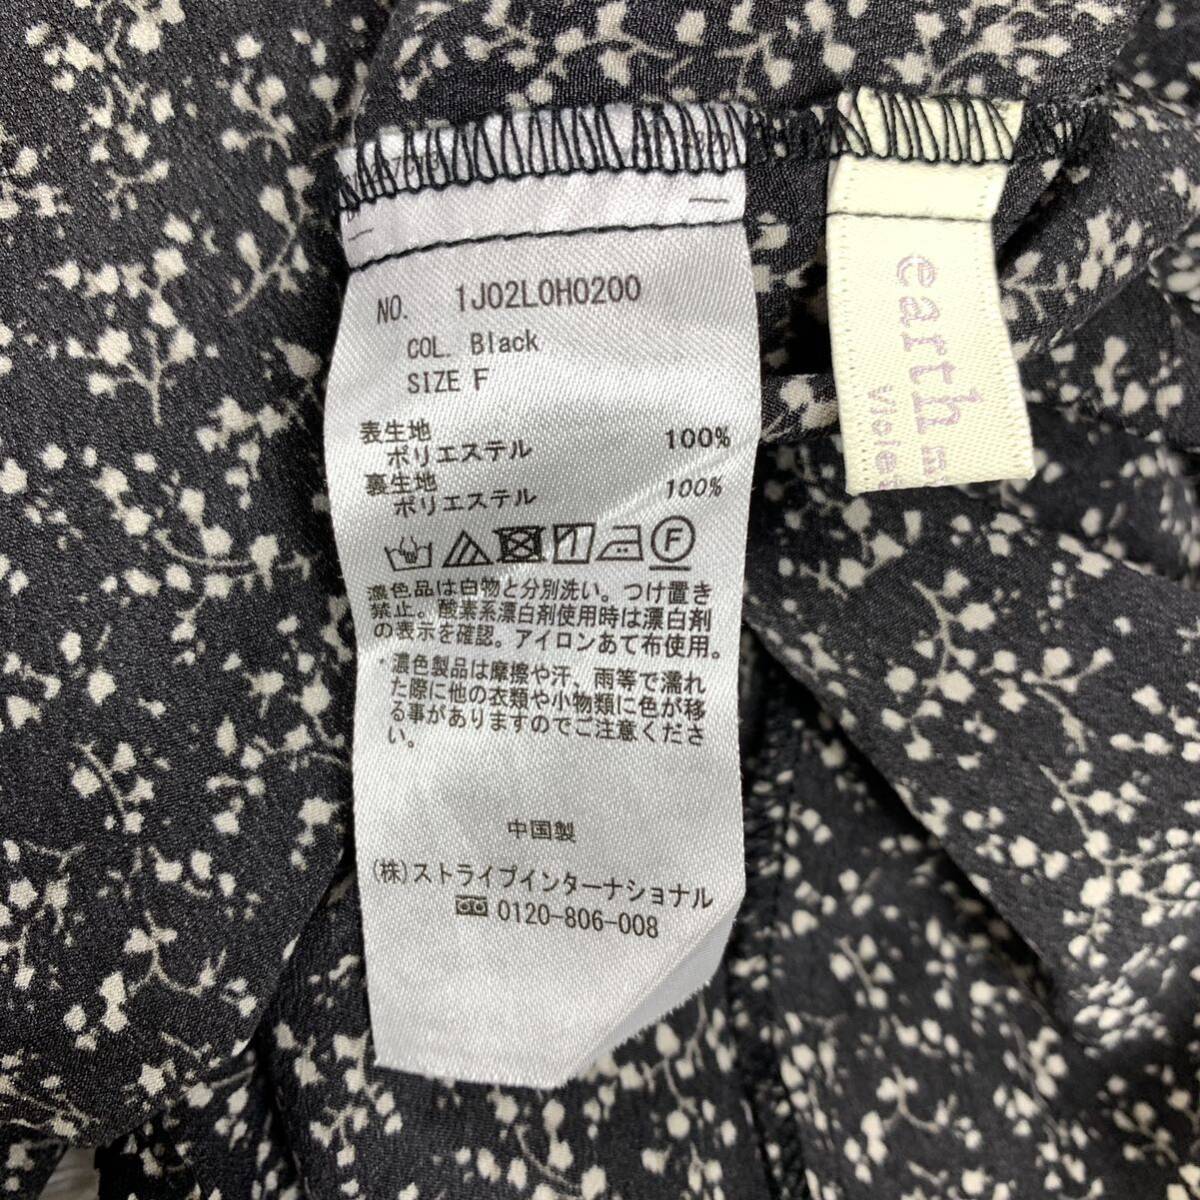 NO. 1J02L0H0200
COL. Black
SIZE F
表生地
ポリエステル 100%
裏生地
ポリエステル 100%
F
濃色品は白物と分別洗い。つけ置き
禁止。酸素系漂白剤使用時は漂白剤
の表示を確認。アイロンあて布使用。
・濃色製品は摩擦や汗、雨等で濡れ
た際に他の衣類や小物類に色が移
る事がありますのでご注意くださ
い。
中国製
(株)ストライプインターナショナル
0120-806-008
earth